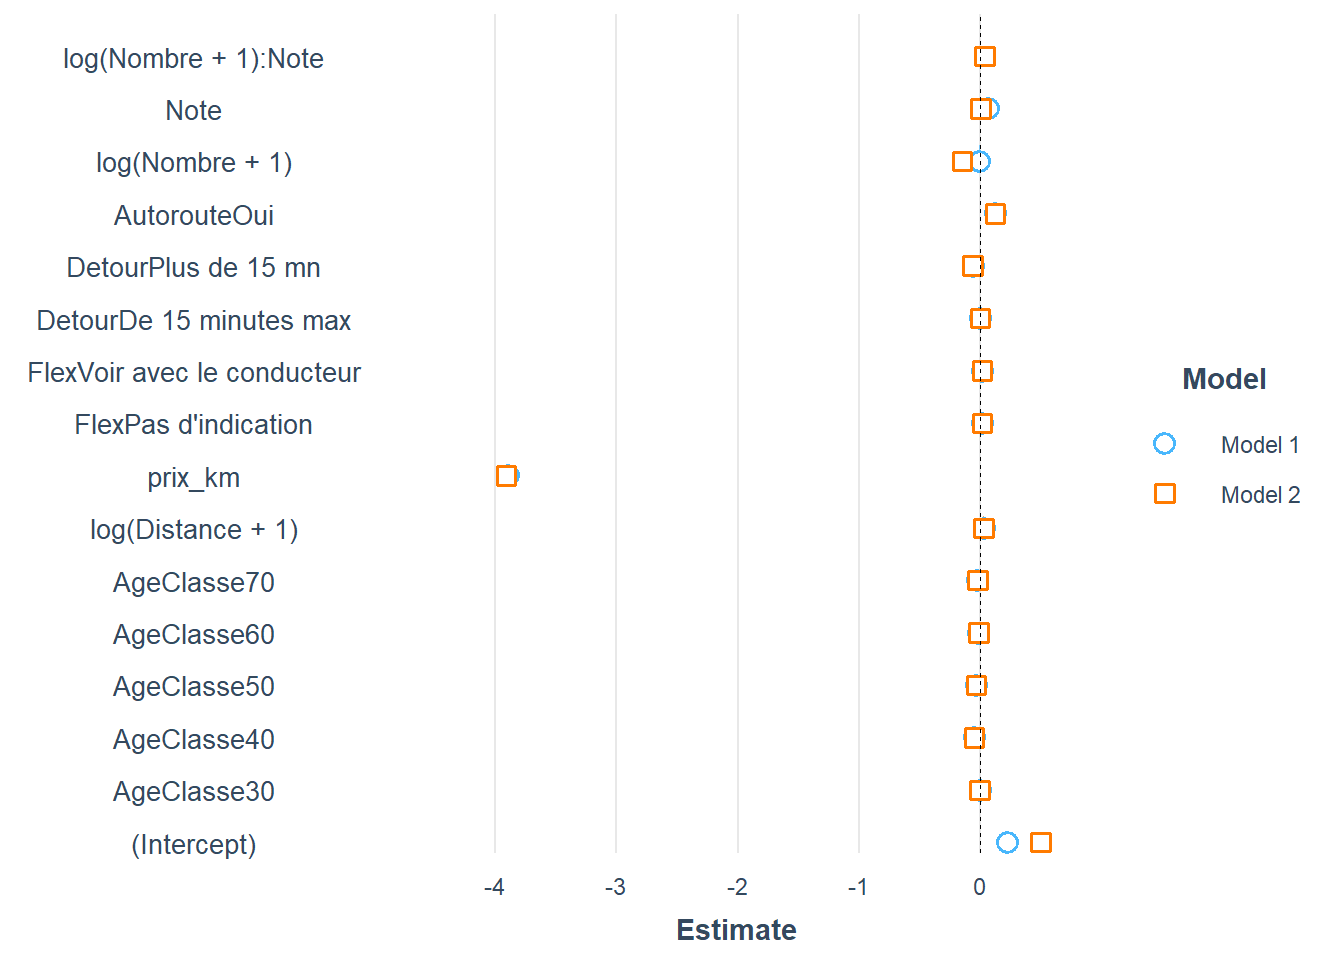 log(Nombre + 1):Note
Note
log(Nombre + 1)
AutorouteOui
DetourPlus de 15 mn
DetourDe 15 minutes max
FlexVoir avec le conducteur
FlexPas d'indication
prix_km
log(Distance + 1)
AgeClasse70
AgeClasse60
AgeClasse50
AgeClasse40
AgeClasse30
(Intercept)
-4 -3 -2 -1 0
Estimate
Model
Model 1
Model 2